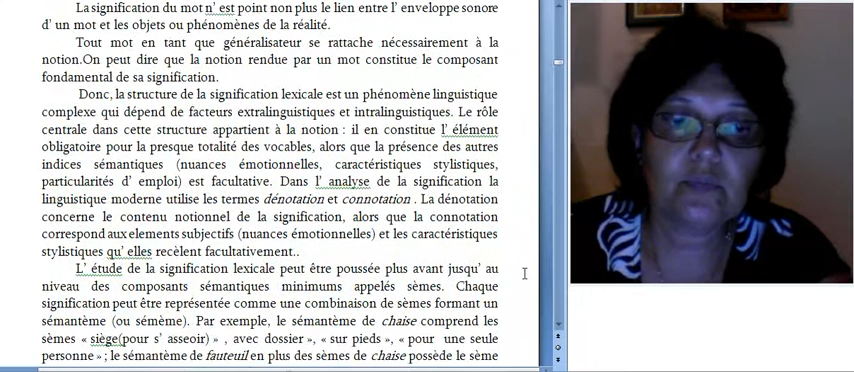 La signification du mot n' est point non plus le lien entre l' enveloppe sonore
d' un mot et les objets ou phénomènes de la réalité.
Tout mot en tant que généralisateur se rattache nécessairement à la
notion.On peut dire que la notion rendue par un mot constitue le composant
fondamental de sa signification.
Donc, la structure de la signification lexicale est un phénomène linguistique
complexe qui dépend de facteurs extralinguistiques et intralinguistiques. Le rôle
centrale dans cette structure appartient à la notion : il en constitue l' élément
obligatoire pour la presque totalité des vocables, alors que la présence des autres
indices sémantiques (nuances émotionnelles, caractéristiques stylistiques,
particularités d' emploi) est facultative. Dans l' analyse de la signification la
linguistique moderne utilise les termes dénotation et connotation . La dénotation
concerne le contenu notionnel de la signification, alors que la connotation
correspond aux elements subjectifs (nuances émotionnelles) et les caractéristiques
stylistiques qu' elles recèlent facultativement..
L' étude de la signification lexicale peut être poussée plus avant jusqu' au
niveau des composants sémantiques minimums appelés sèmes. Chaque
signification peut être représentée comme une combinaison de sèmes formant un
sémantème (ou sémème). Par exemple, le sémantème de chaise comprend les
sèmes « siège(pour s' asseoir) » , avec dossier », « sur pieds », « pour une seule
personne » ; le sémantème de fauteuil en plus des sèmes de chaise possède le sème